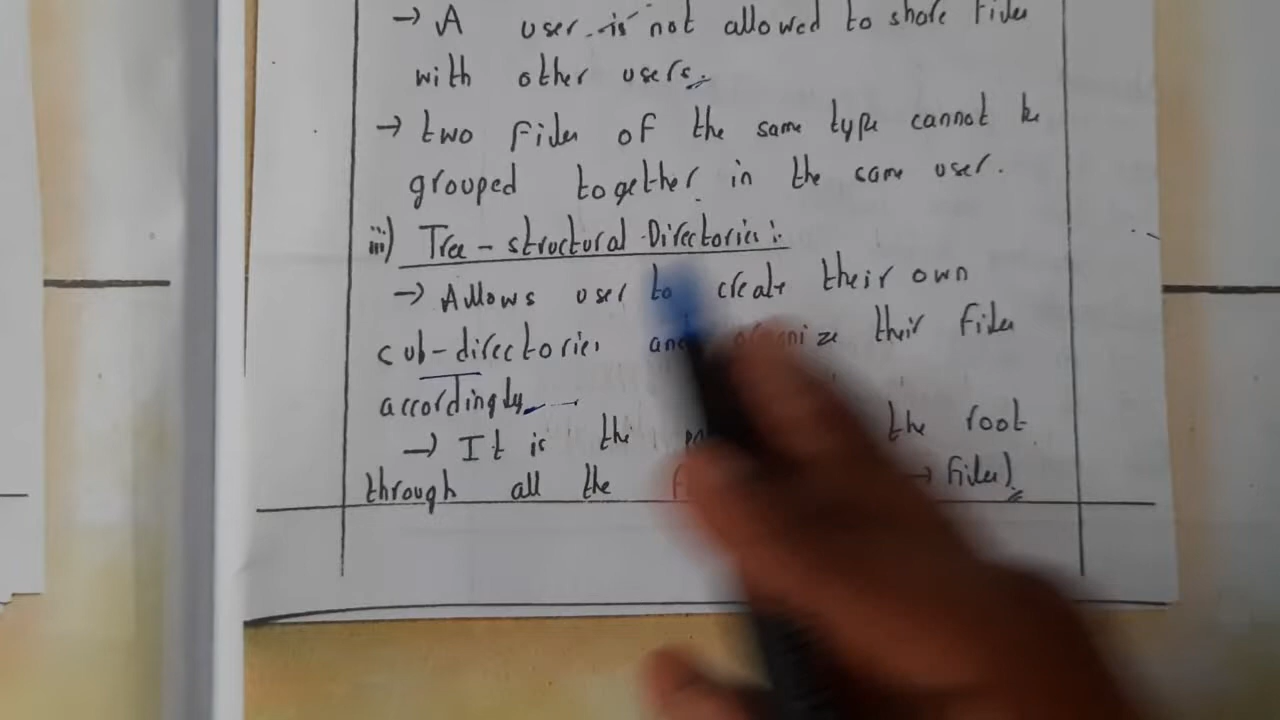 → A user is not allowed to share files
with other users.
→ two files of the same type cannot be
grouped together in the same user.
iii) Tree - structural Directories :
→ Allows user to create their own
sub-directories and organize their files
accordingly
→ It is the the root
through all the → files)